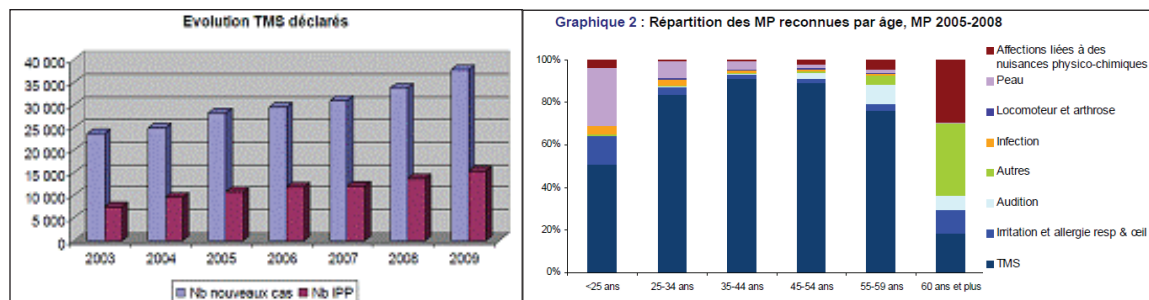 Evolution TMS déclarés
40 000
35 000
30 000
25 000
20 000
15 000
10 000
5 000
0
2003 2004 2005 2006 2007 2008 2009
Nb nouveaux cas Nb IPP
Graphique 2 : Répartition des MP reconnues par âge, MP 2005-2008
100%
80%
60%
40%
20%
0%
<25 ans 25-34 ans 35-44 ans 45-54 ans 55-59 ans 60 ans et plus
Affections liées à des
nuisances physico-chimiques
Peau
Locomoteur et arthrose
Infection
Autres
Audition
Irritation et allergie resp & œil
TMS